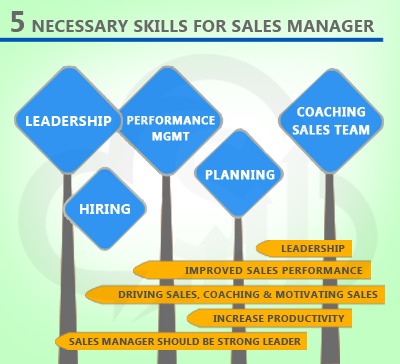 5 NECESSARY SKILLS FOR SALES MANAGER
LEADERSHIP
PERFORMANCE
MGMT
COACHING
SALES TEAM
PLANNING
HIRING
LEADERSHIP
IMPROVED SALES PERFORMANCE
DRIVING SALES, COACHING & MOTIVATING SALES
INCREASE PRODUCTIVITY
SALES MANAGER SHOULD BE STRONG LEADER